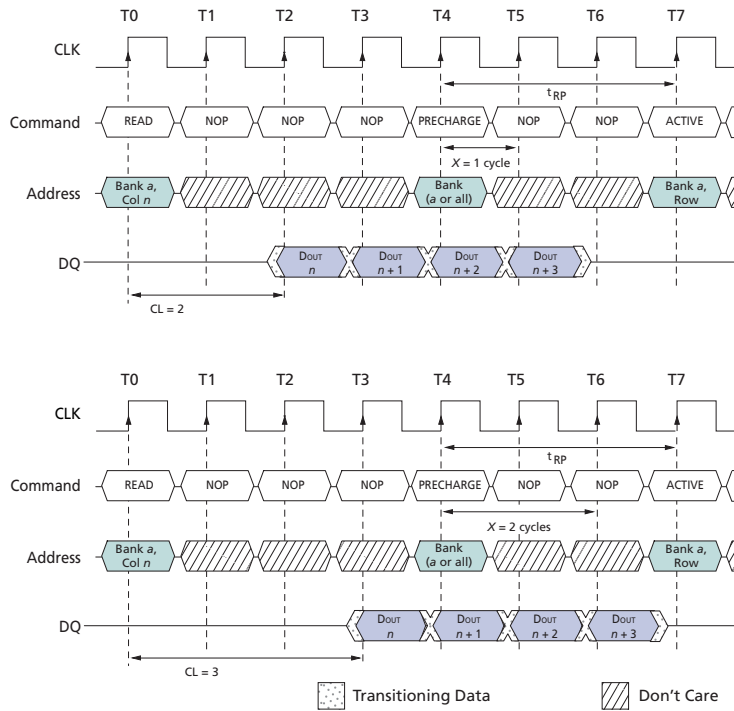 T0 T1 T2 T3 T4 T5 T6 T7
CLK
tRP
Command READ NOP NOP NOP PRECHARGE NOP NOP ACTIVE
X = 1 cycle
Address Bank a, Col n Bank (a or all) Bank a, Row
DQ DOUT n DOUT n + 1 DOUT n + 2 DOUT n + 3
CL = 2
T0 T1 T2 T3 T4 T5 T6 T7
CLK
tRP
Command READ NOP NOP NOP PRECHARGE NOP NOP ACTIVE
X = 2 cycles
Address Bank a, Col n Bank (a or all) Bank a, Row
DQ DOUT n DOUT n + 1 DOUT n + 2 DOUT n + 3
CL = 3
Transitioning Data Don't Care